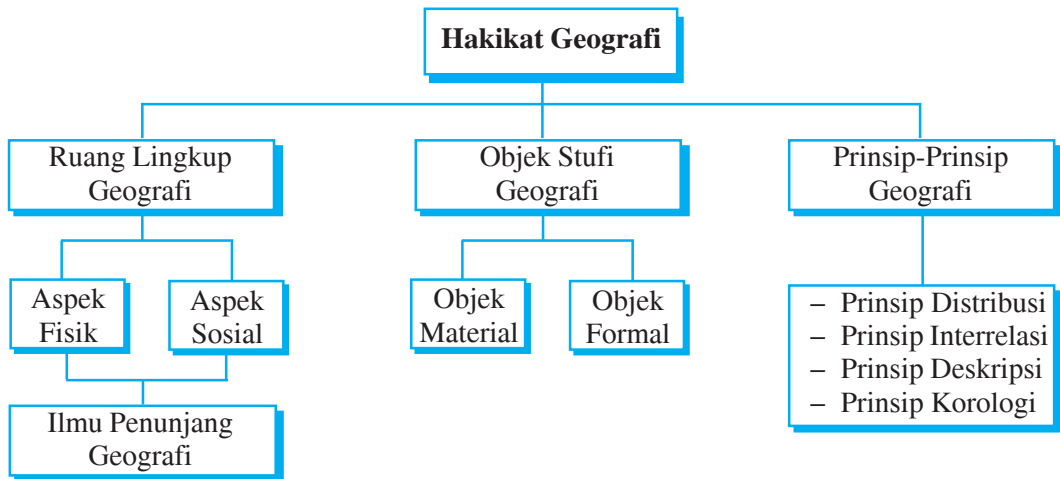 Hakikat Geografi
Ruang Lingkup
Geografi
Objek Stufi
Geografi
Prinsip-Prinsip
Geografi
Aspek
Fisik
Aspek
Sosial
Objek
Material
Objek
Formal
– Prinsip Distribusi
– Prinsip Interrelasi
– Prinsip Deskripsi
– Prinsip Korologi
Ilmu Penunjang
Geografi